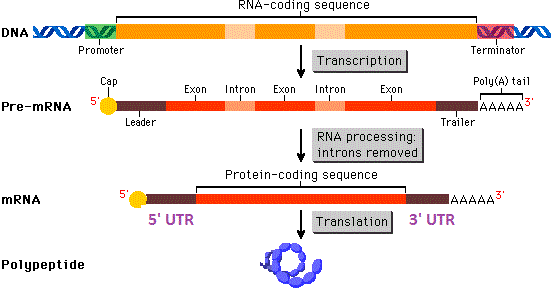 RNA-coding sequence
DNA
Promoter
Terminator
Transcription
Cap
Poly(A) tail
5'
Exon
Intron
Exon
Intron
Exon
3'
Pre-mRNA
AAAAA
Leader
Trailer
RNA processing:
introns removed
Protein-coding sequence
5'
3'
mRNA
AAAAA
5' UTR
3' UTR
Translation
Polypeptide